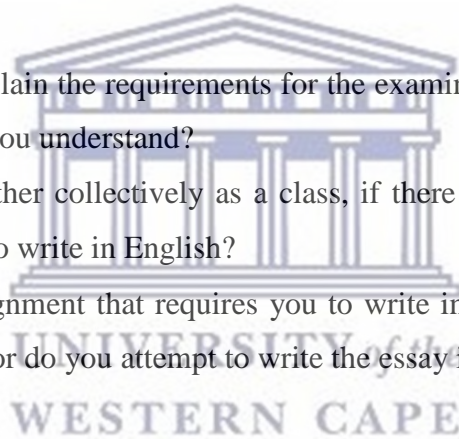 lain the requirements for the examin
ou understand?
ther collectively as a class, if there
o write in English?
gnment that requires you to write in
or do you attempt to write the essay i
UNIVERSITY of the
WESTERN CAPE